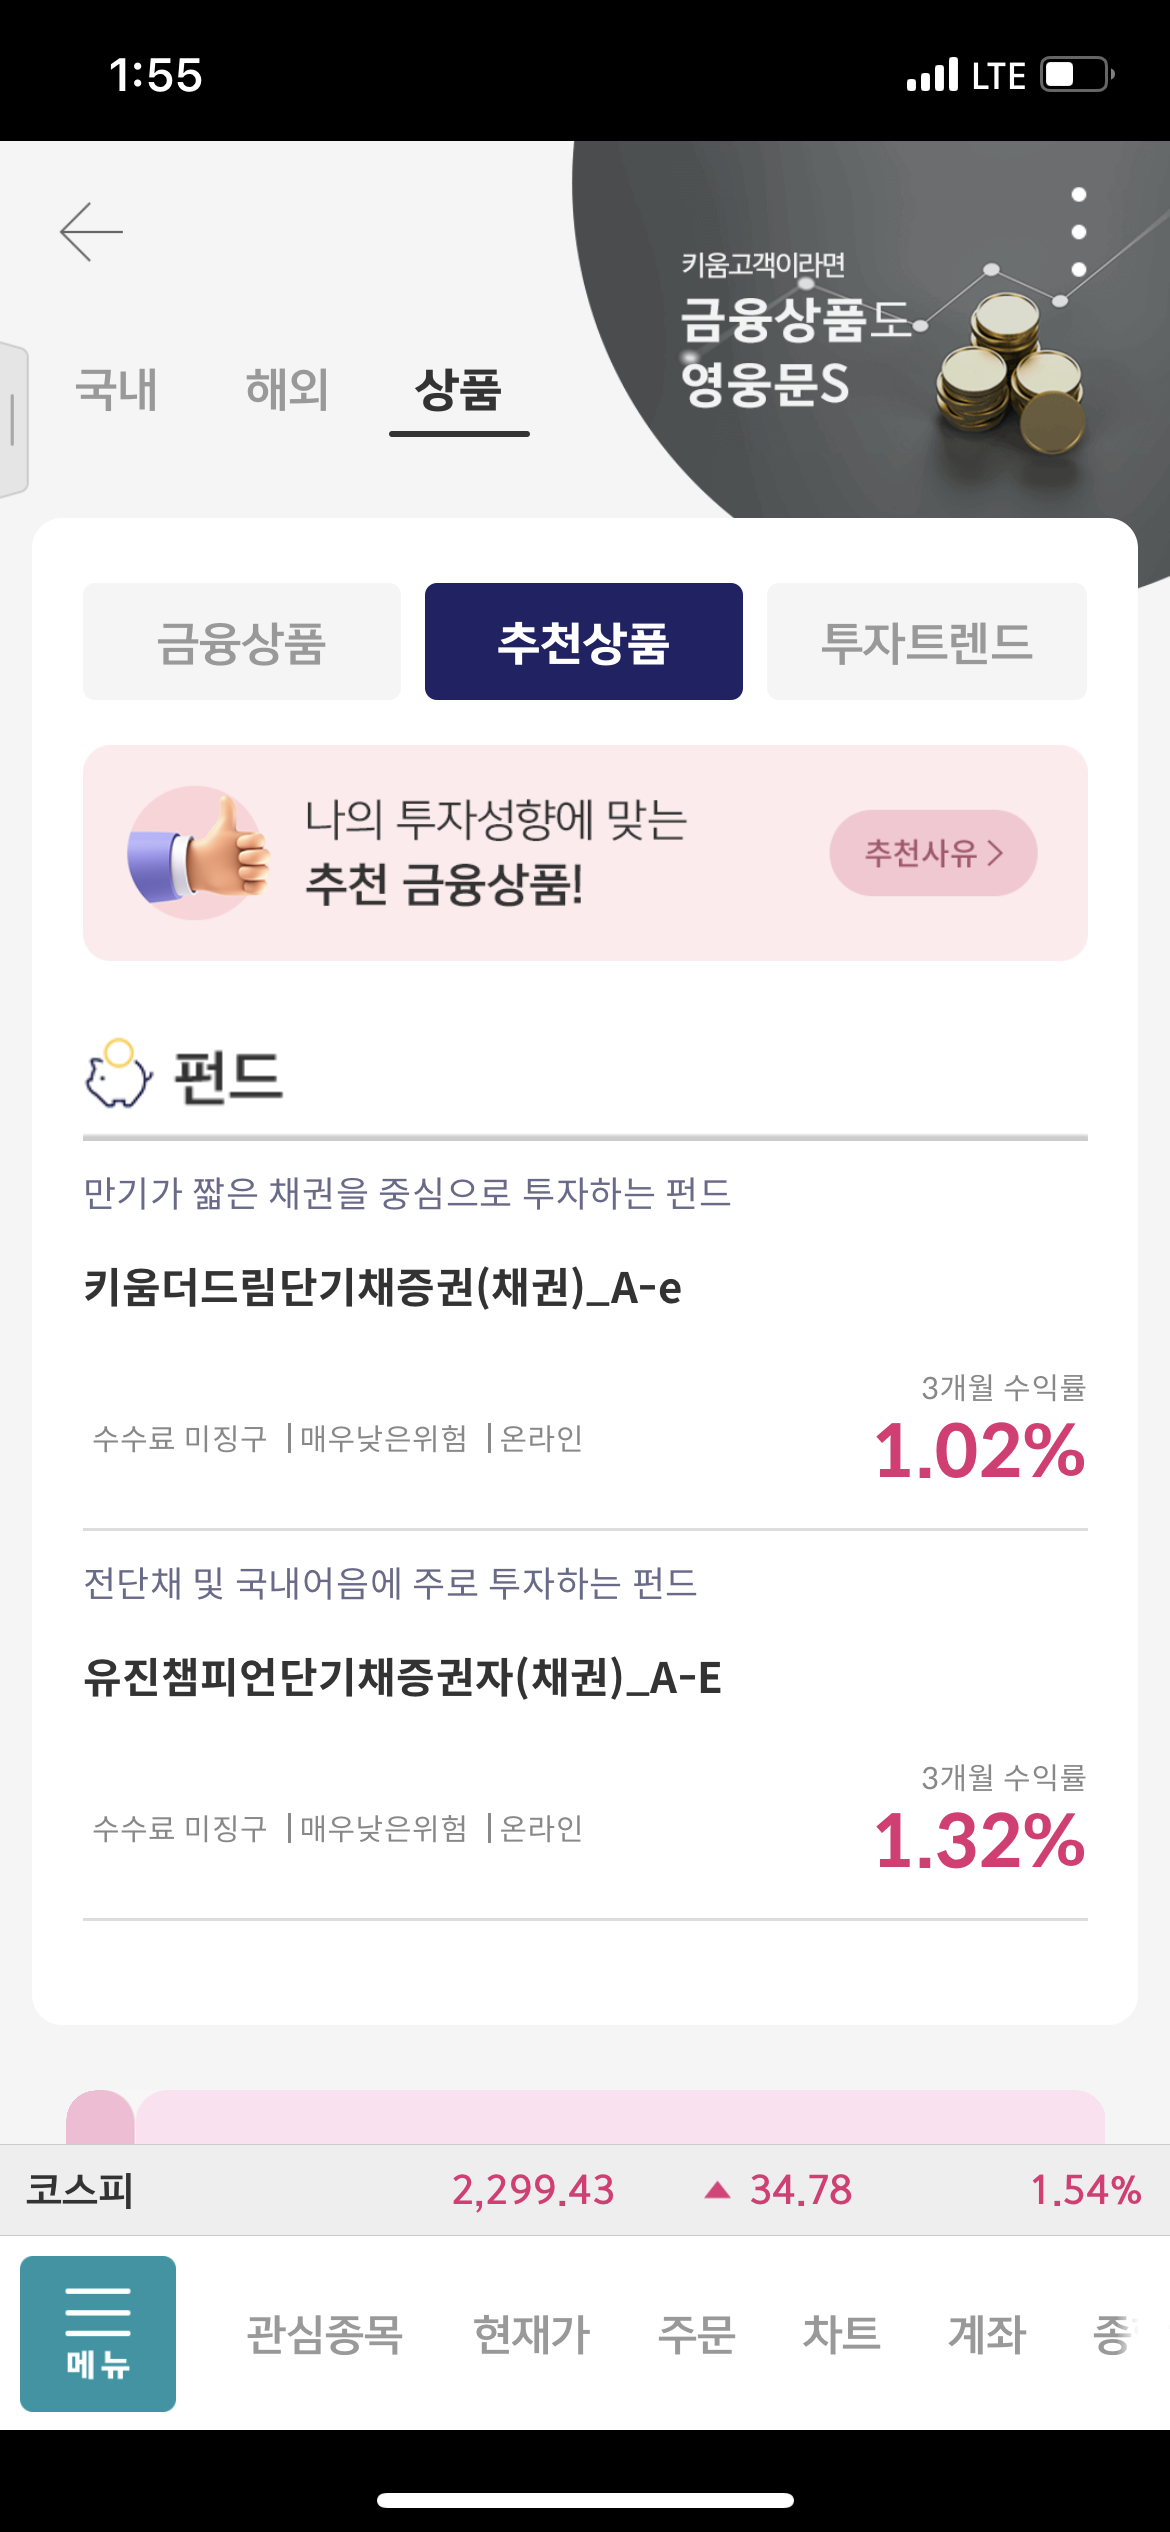 1:55
LTE
키움고객이라면
금융상품도
영웅문S
국내
해외
상품
금융상품
추천상품
투자트렌드
나의 투자성향에 맞는
추천 금융상품!
추천사유 >
펀드
만기가 짧은 채권을 중심으로 투자하는 펀드
키움더드림단기채증권(채권)_A-e
3개월 수익률
수수료 미징구 | 매우낮은위험 | 온라인
1.02%
전단채 및 국내어음에 주로 투자하는 펀드
유진챔피언단기채증권자(채권)_A-E
3개월 수익률
수수료 미징구 | 매우낮은위험 | 온라인
1.32%
코스피 2,299.43 ▲ 34.78 1.54%
메뉴
관심종목
현재가
주문
차트
계좌
종